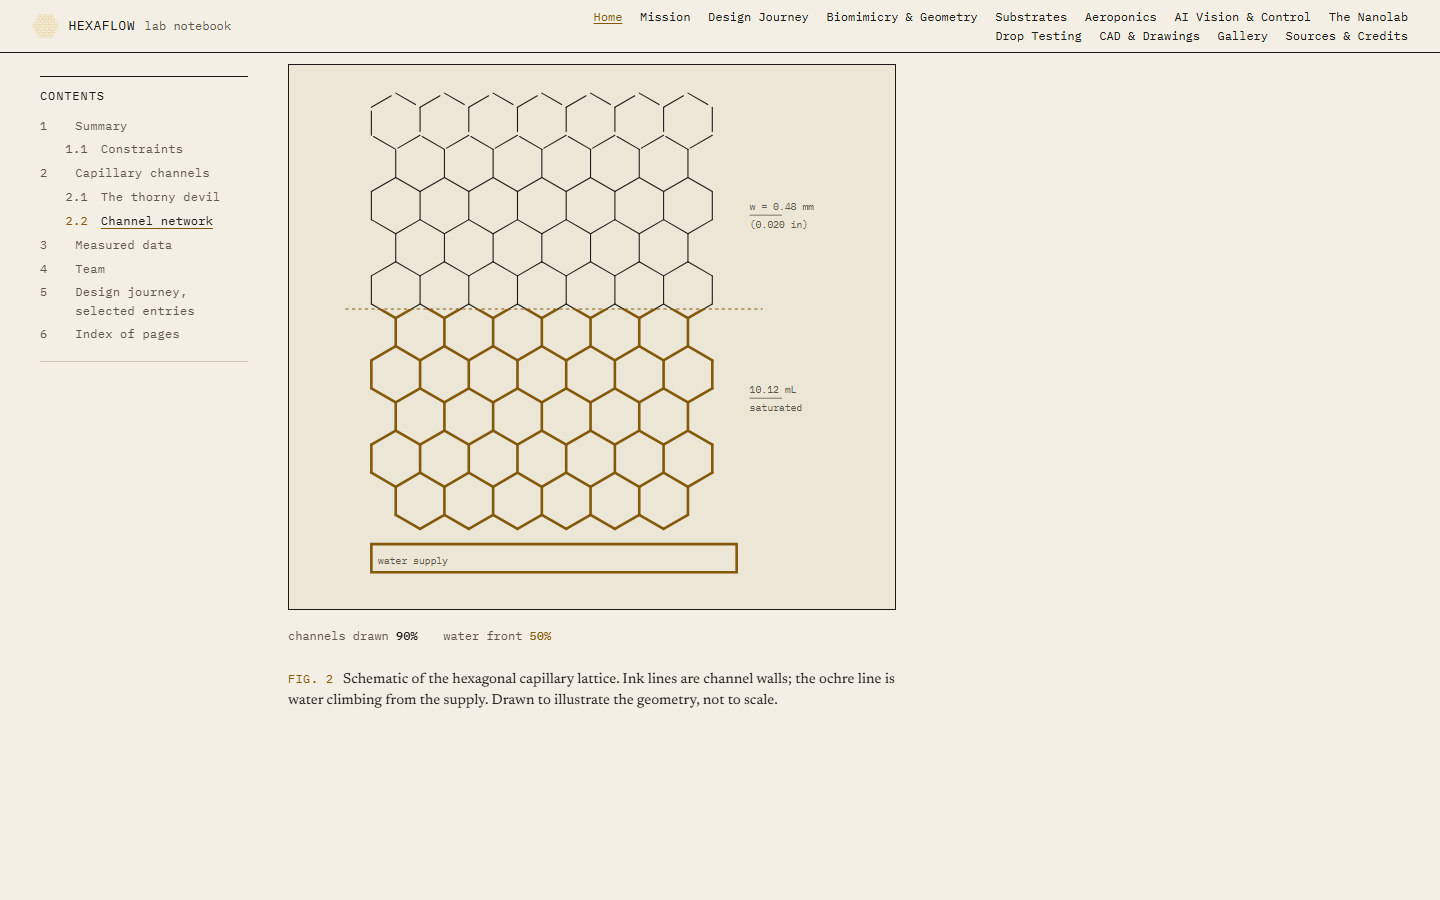 HEXAFLOW lab notebook
Home Mission Design Journey Biomimicry & Geometry Substrates Aeroponics AI Vision & Control The Nanolab
Drop Testing CAD & Drawings Gallery Sources & Credits
CONTENTS
1 Summary
1.1 Constraints
2 Capillary channels
2.1 The thorny devil
2.2 Channel network
3 Measured data
4 Team
5 Design journey,
selected entries
6 Index of pages
w = 0.48 mm
(0.020 in)
10.12 mL
saturated
water supply
channels drawn 90% water front 50%
FIG. 2 Schematic of the hexagonal capillary lattice. Ink lines are channel walls; the ochre line is
water climbing from the supply. Drawn to illustrate the geometry, not to scale.